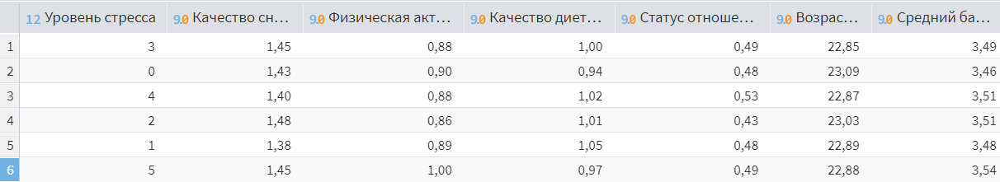 12 Уровень стресса 9.0 Качество сн... 9.0 Физическая акт... 9.0 Качество дие​т... 9.0 Статус отноше... 9.0 Возрас... 9.0 Средний ба...
1 3 1,45 0,88 1,00 0,49 22,85 3,49
2 0 1,43 0,90 0,94 0,48 23,09 3,46
3 4 1,40 0,88 1,02 0,53 22,87 3,51
4 2 1,48 0,86 1,01 0,43 23,03 3,51
5 1 1,38 0,89 1,05 0,48 22,89 3,48
6 5 1,45 1,00 0,97 0,49 22,88 3,54